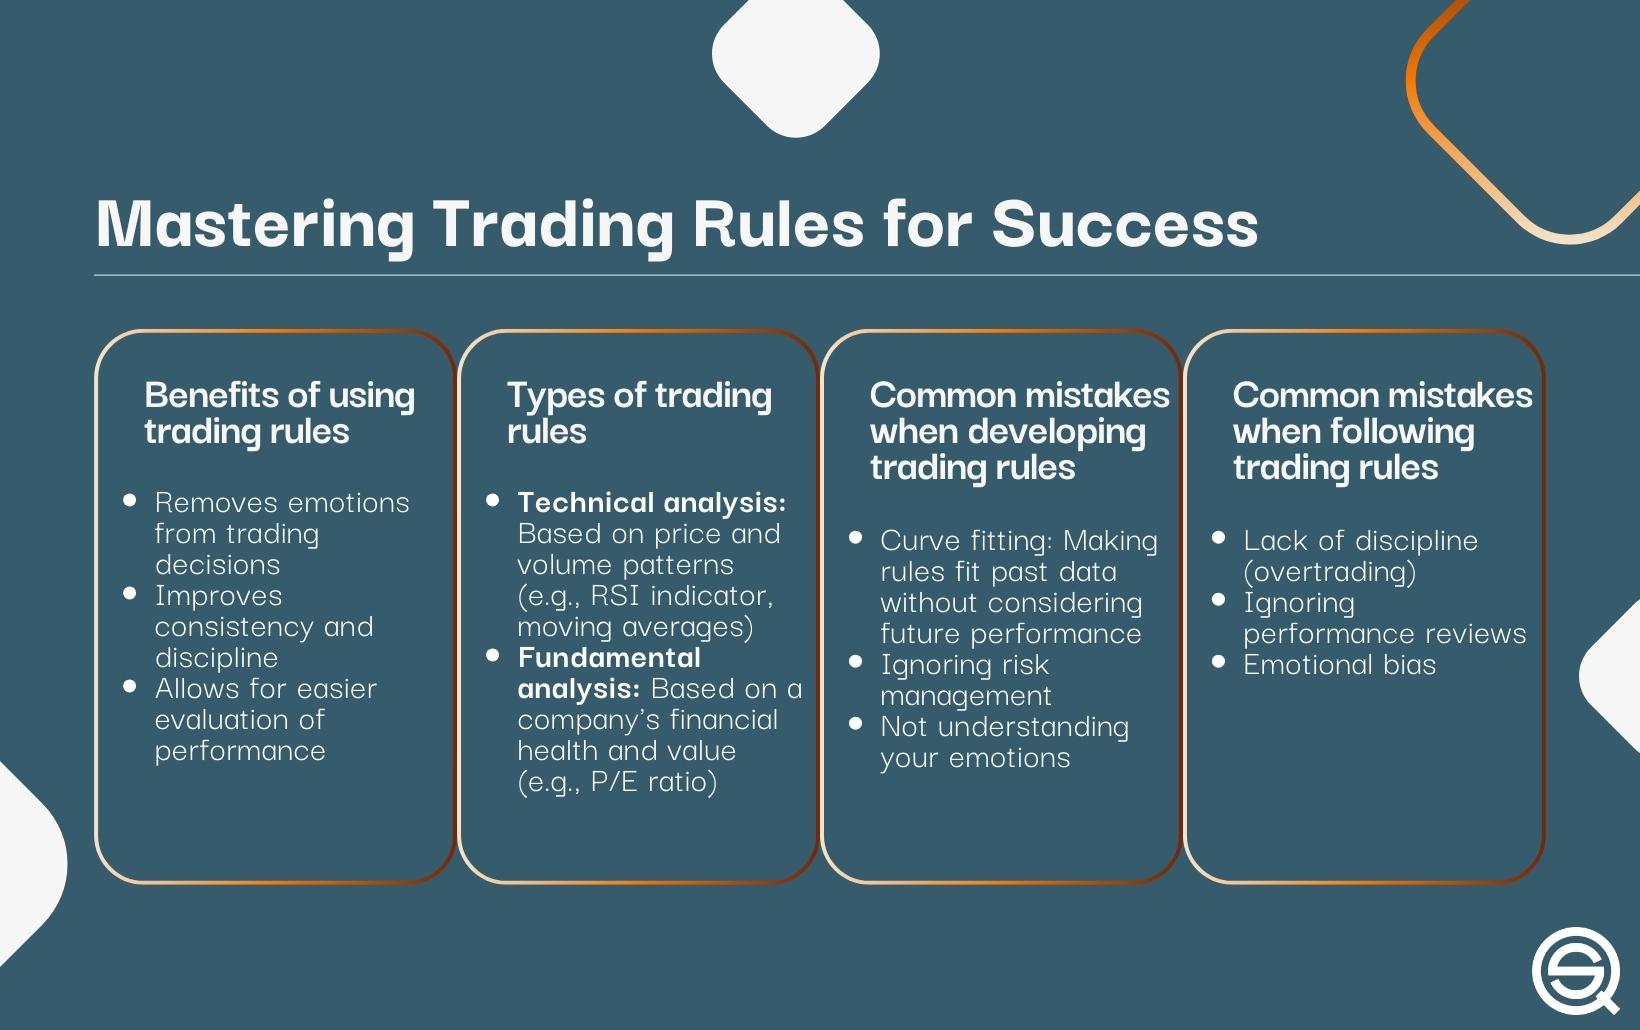 Mastering Trading Rules for Success
Benefits of using
trading rules
• Removes emotions
from trading
decisions
• Improves
consistency and
discipline
• Allows for easier
evaluation of
performance
Types of trading
rules
• Technical analysis:
Based on price and
volume patterns
(e.g., RSI indicator,
moving averages)
• Fundamental
analysis: Based on a
company's financial
health and value
(e.g., P/E ratio)
Common mistakes
when developing
trading rules
• Curve fitting: Making
rules fit past data
without considering
future performance
• Ignoring risk
management
• Not understanding
your emotions
Common mistakes
when following
trading rules
• Lack of discipline
(overtrading)
• Ignoring
performance reviews
• Emotional bias